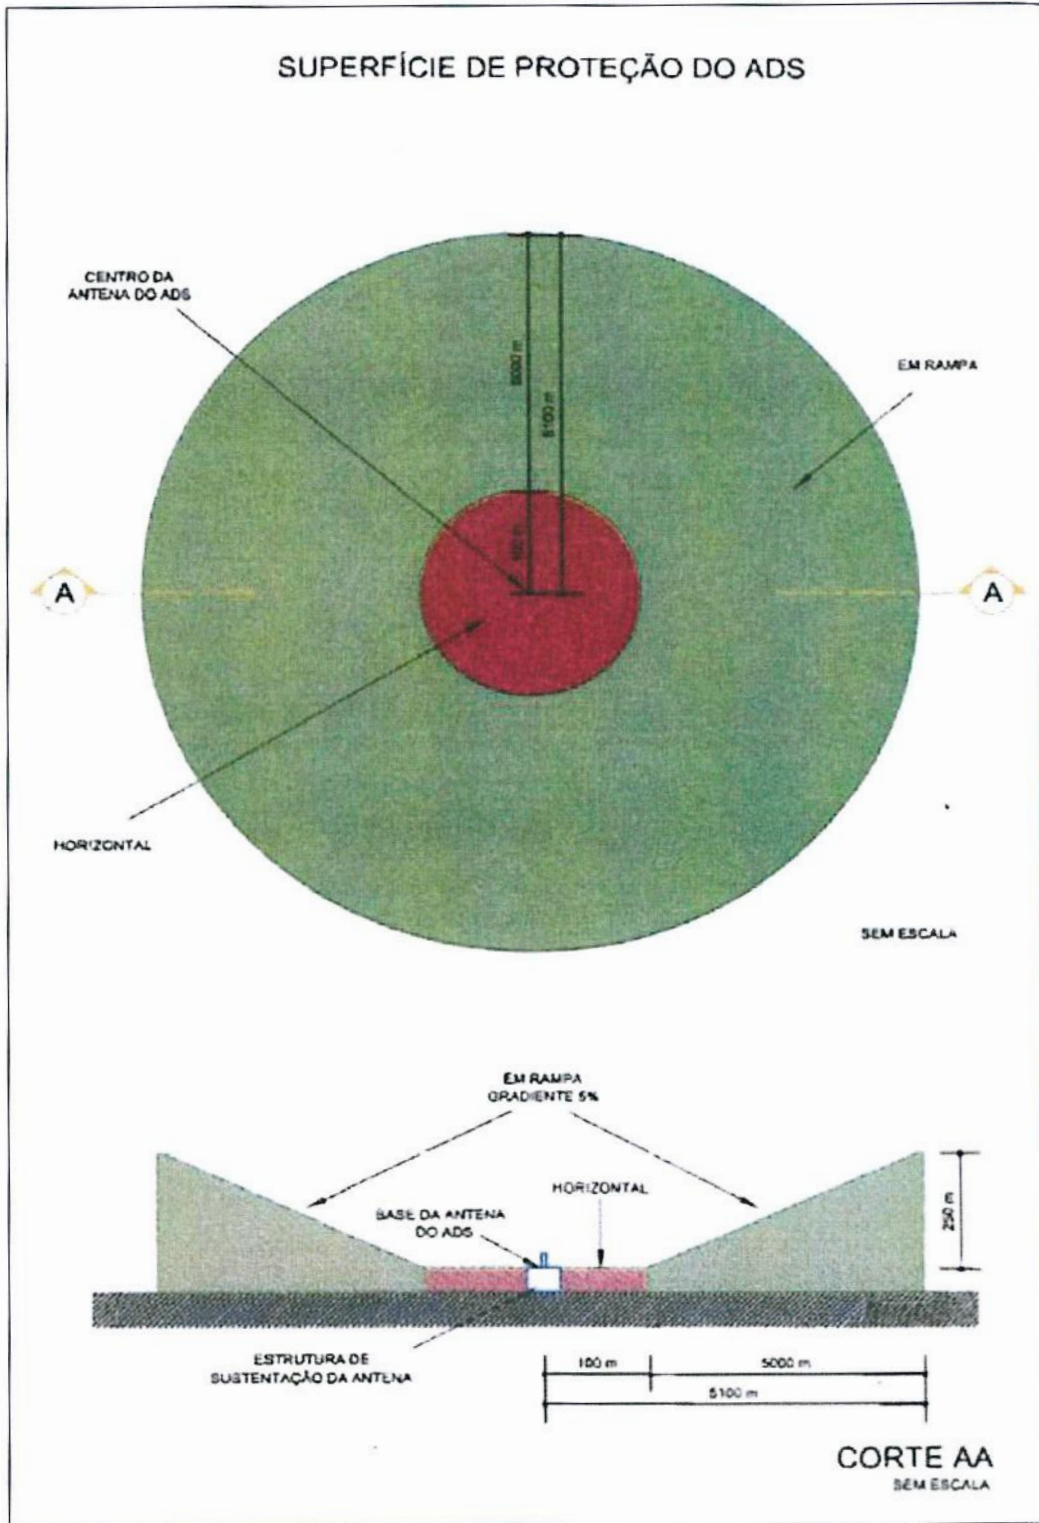 SUPERFÍCIE DE PROTEÇÃO DO ADS
CENTRO DA
ANTENA DO ADS
5000 m
5100 m
EM RAMPA
100 m
A
A
HORIZONTAL
SEM ESCALA
EM RAMPA
GRADIENTE 5%
HORIZONTAL
BASE DA ANTENA
DO ADS
250 m
ESTRUTURA DE
SUSTENTAÇÃO DA ANTENA
100 m
5000 m
5100 m
CORTE AA
SEM ESCALA